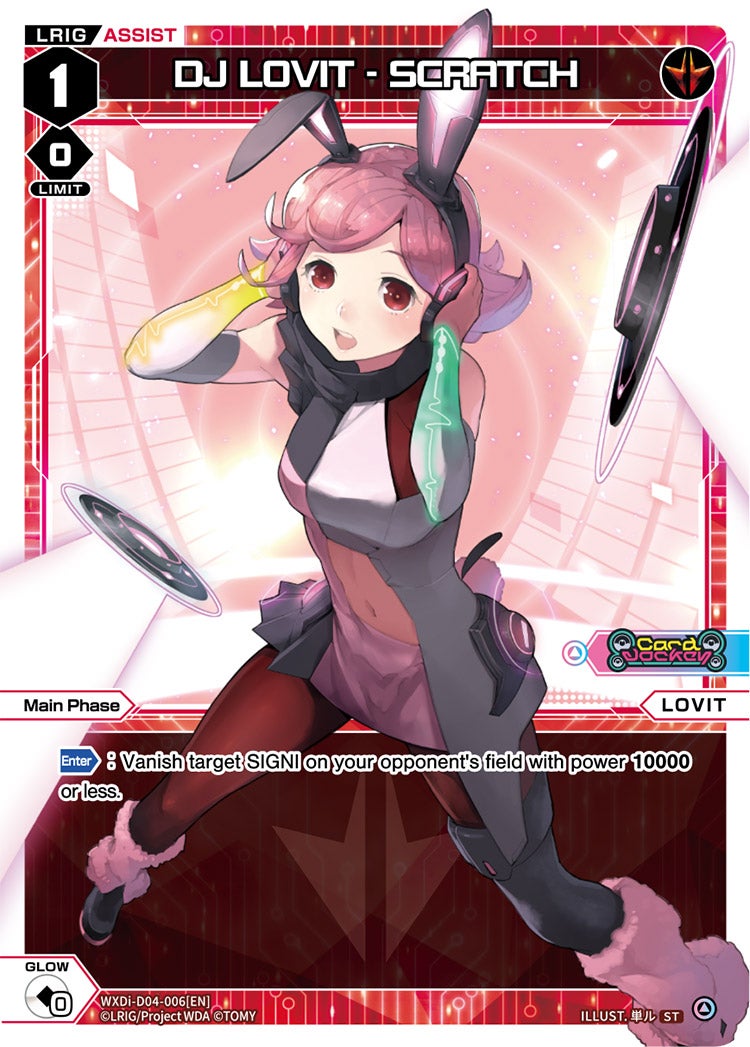 LRIG ASSIST
1
DJ LOVIT - SCRATCH
0
LIMIT
Card
Jockey
Main Phase
LOVIT
Enter : Vanish target SIGNI on your opponent's field with power 10000
or less.
GLOW
0
WXDi-D04-006[EN]
©LRIG/Project WDA ©TOMY
ILLUST. 単ル ST